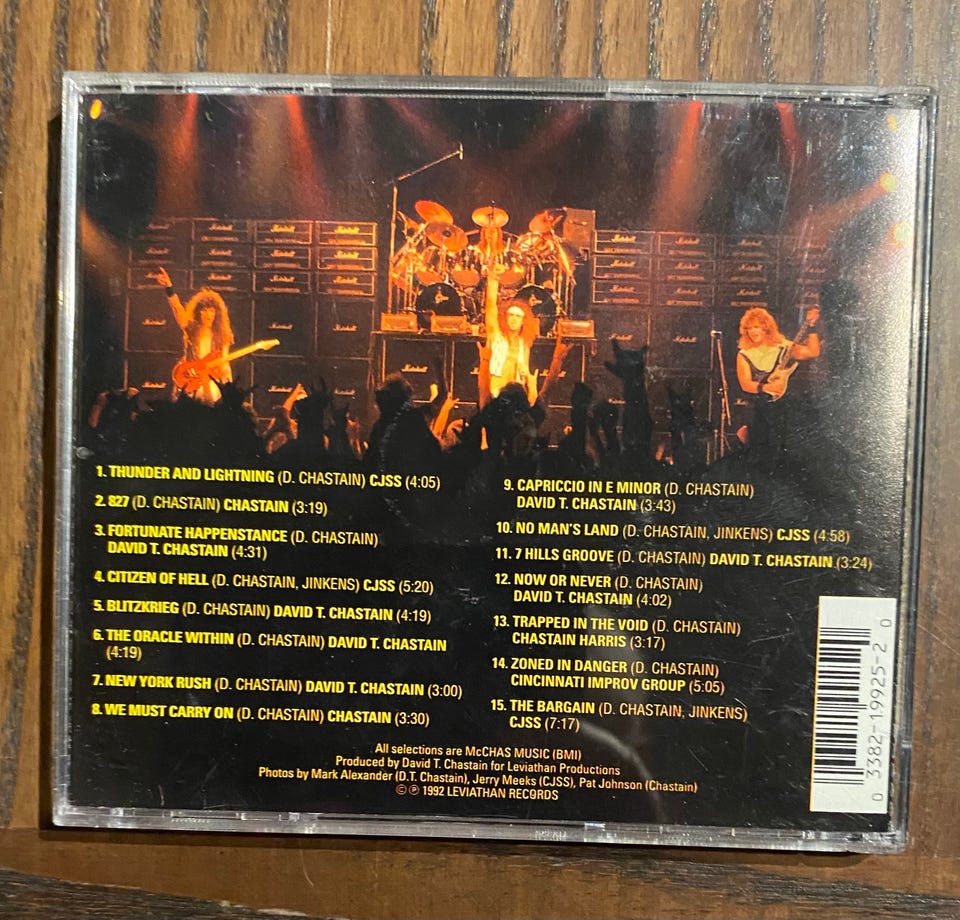 Marshall
Marshall
Marshall
Marshall
Marshall
Marshall
Marshall
Marshall
1. THUNDER AND LIGHTNING (D. CHASTAIN) CJSS (4:05)
2. 827 (D. CHASTAIN) CHASTAIN (3:19)
3. FORTUNATE HAPPENSTANCE (D. CHASTAIN)
DAVID T. CHASTAIN (4:31)
4. CITIZEN OF HELL (D. CHASTAIN, JINKENS) CJSS (5:20)
5. BLITZKRIEG (D. CHASTAIN) DAVID T. CHASTAIN (4:19)
6. THE ORACLE WITHIN (D. CHASTAIN) DAVID T. CHASTAIN
(4:19)
7. NEW YORK RUSH (D. CHASTAIN) DAVID T. CHASTAIN (3:00)
8. WE MUST CARRY ON (D. CHASTAIN) CHASTAIN (3:30)
9. CAPRICCIO IN E MINOR (D. CHASTAIN)
DAVID T. CHASTAIN (3:43)
10. NO MAN'S LAND (D. CHASTAIN, JINKENS) CJSS (4:58)
11. 7 HILLS GROOVE (D. CHASTAIN) DAVID T. CHASTAIN (3:24)
12. NOW OR NEVER (D. CHASTAIN)
DAVID T. CHASTAIN (4:02)
13. TRAPPED IN THE VOID (D. CHASTAIN)
CHASTAIN HARRIS (3:17)
14. ZONED IN DANGER (D. CHASTAIN)
CINCINNATI IMPROV GROUP (5:05)
15. THE BARGAIN (D. CHASTAIN, JINKENS)
CJSS (7:17)
All selections are McCHAS MUSIC (BMI)
Produced by David T. Chastain for Leviathan Productions
Photos by Mark Alexander (D.T. Chastain), Jerry Meeks (CJSS), Pat Johnson (Chastain)
© ℗ 1992 LEVIATHAN RECORDS
0 3382-19925-2 0